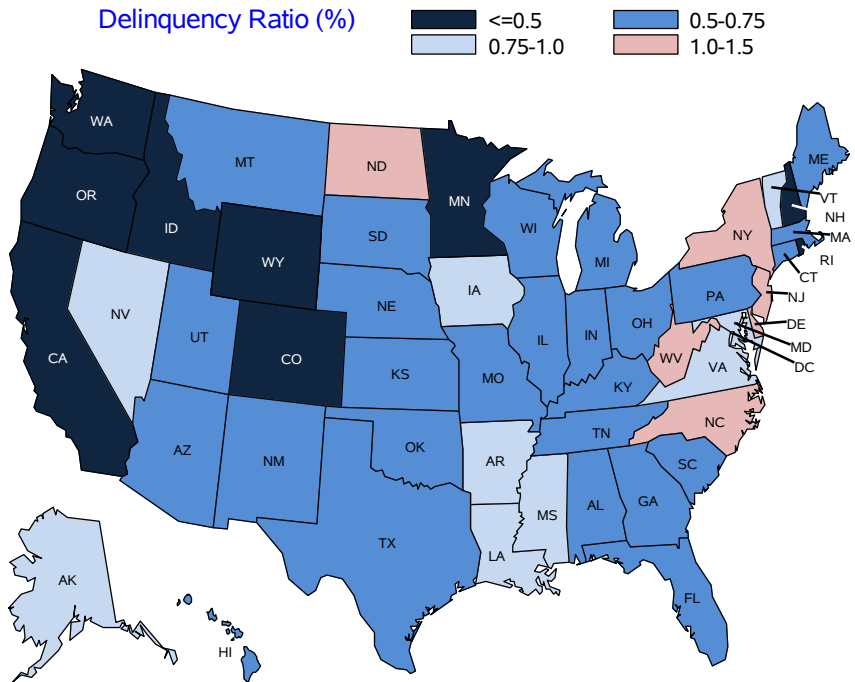 Delinquency Ratio (%)
<=0.5
0.5-0.75
0.75-1.0
1.0-1.5
WA
MT
ND
MN
ME
OR
ID
WY
SD
WI
MI
NY
VT
NH
MA
RI
CT
NV
UT
CO
NE
IA
IL
IN
OH
PA
NJ
DE
MD
DC
CA
KS
MO
KY
WV
VA
AZ
NM
OK
AR
TN
NC
SC
TX
LA
MS
AL
GA
FL
AK
HI